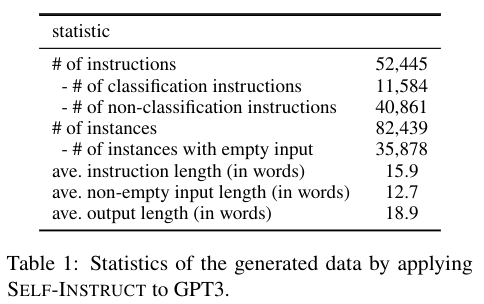 statistic
# of instructions 52,445
- # of classification instructions 11,584
- # of non-classification instructions 40,861
# of instances 82,439
- # of instances with empty input 35,878
ave. instruction length (in words) 15.9
ave. non-empty input length (in words) 12.7
ave. output length (in words) 18.9
Table 1: Statistics of the generated data by applying
SELF-INSTRUCT to GPT3.